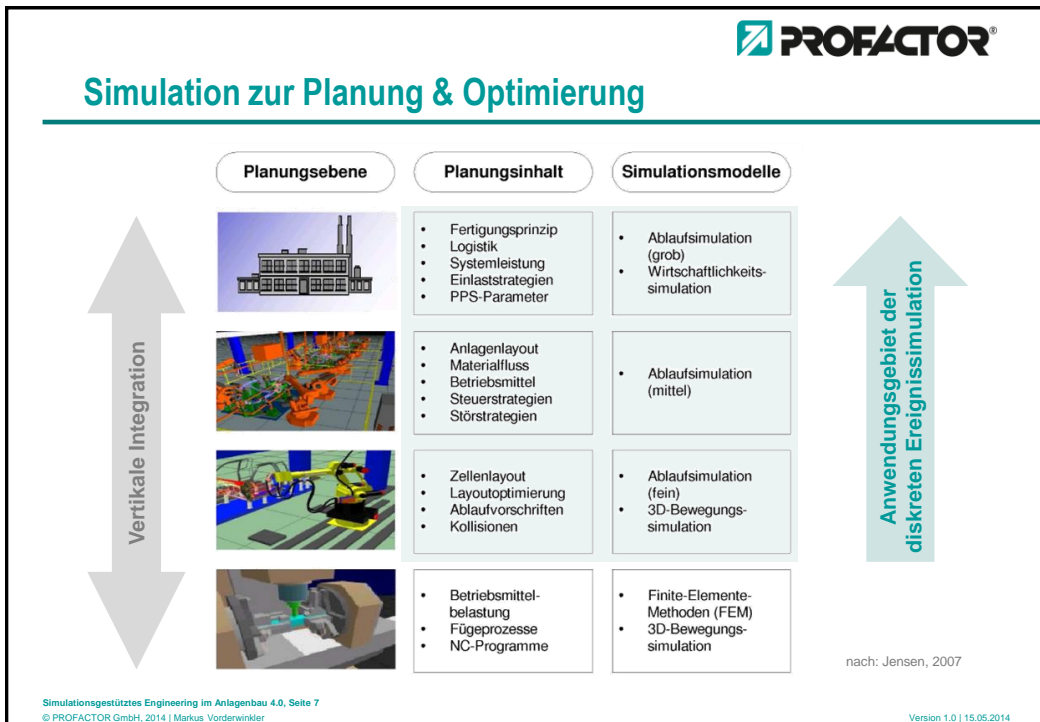 PROFACTOR®
Simulation zur Planung & Optimierung
Planungsebene
Planungsinhalt
Simulationsmodelle
Vertikale Integration
• Fertigungsprinzip
• Logistik
• Systemleistung
• Einlaststrategien
• PPS-Parameter
• Ablaufsimulation
(grob)
• Wirtschaftlichkeits-
simulation
• Anlagenlayout
• Materialfluss
• Betriebsmittel
• Steuerstrategien
• Störstrategien
• Ablaufsimulation
(mittel)
• Zellenlayout
• Layoutoptimierung
• Ablaufvorschriften
• Kollisionen
• Ablaufsimulation
(fein)
• 3D-Bewegungs-
simulation
• Betriebsmittel-
belastung
• Fügeprozesse
• NC-Programme
• Finite-Elemente-
Methoden (FEM)
• 3D-Bewegungs-
simulation
Anwendungsgebiet der
diskreten Ereignissimulation
nach: Jensen, 2007
Simulationsgestütztes Engineering im Anlagenbau 4.0, Seite 7
© PROFACTOR GmbH, 2014 | Markus Vorderwinkler
Version 1.0 | 15.05.2014